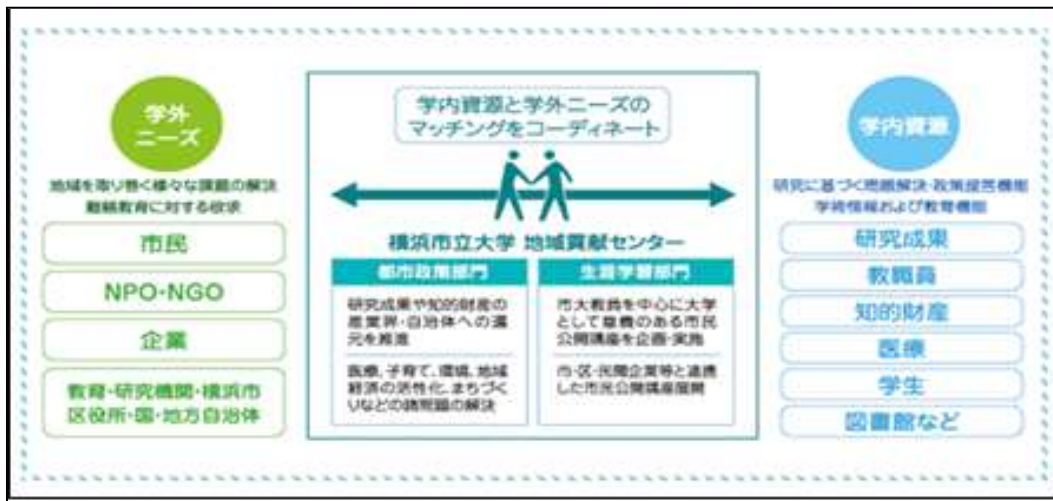 学外
ニーズ
地域を取り巻く様々な課題の解決
継続教育に対する欲求
市民
NPO・NGO
企業
教育・研究機関・横浜市
区役所・国・地方自治体
学内資源と学外ニーズの
マッチングをコーディネート
横浜市立大学 地域貢献センター
都市政策部門
研究成果や知的財産の
産業界・自治体への還
元を推進
医療、子育て、環境、地域
経済の活性化、まちづく
りなどの諸問題の解決
生涯学習部門
市大教員を中心に大学
として のある市民
公開講座を企画・実施
市・区・民間企業等と連携
した市民公開講座展開
学内資源
研究に基づく問題解決・政策提言機能
学術情報および教育機能
研究成果
教職員
知的財産
医療
学生
図書館など